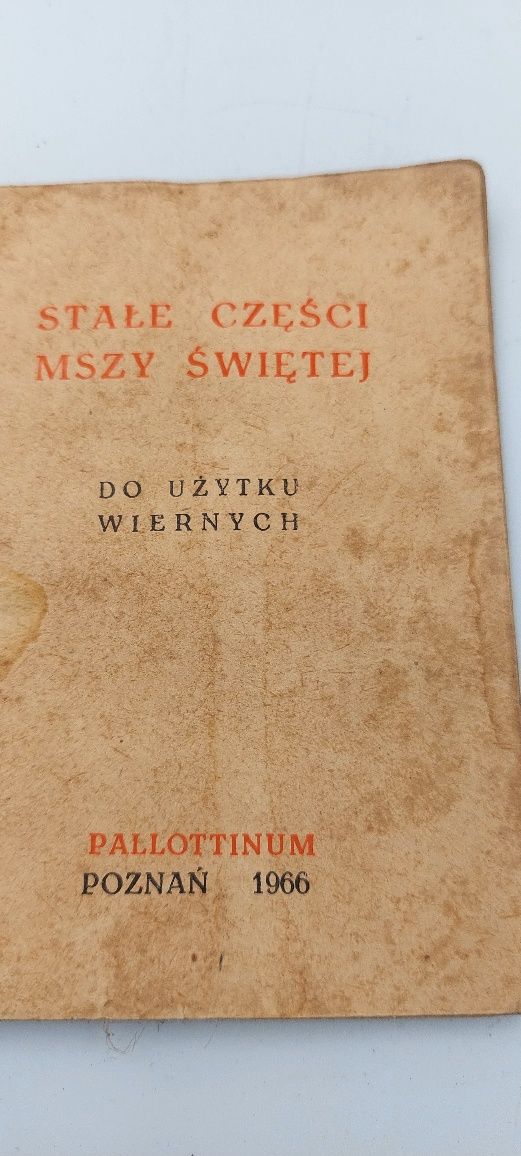 STAŁE CZĘŚCI
MSZY ŚWIĘTEJ
DO UŻYTKU
WIERNYCH
PALLOTTINUM
POZNAŃ 1966